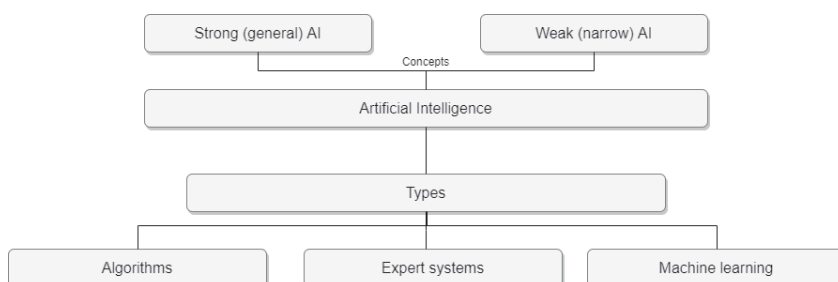 Strong (general) AI
Weak (narrow) AI
Concepts
Artificial Intelligence
Types
Algorithms
Expert systems
Machine learning